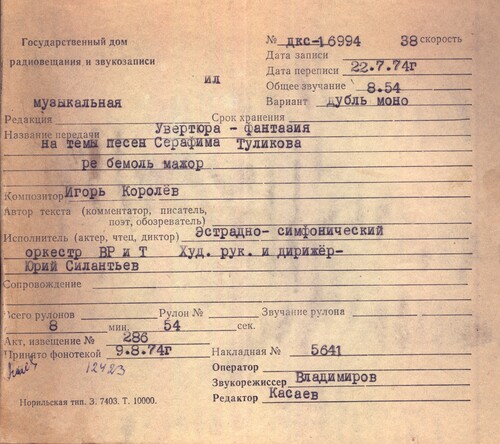 Государственный дом
радиовещания и звукозаписи
№ ДКС-16994 38 скорость
Дата записи
Дата переписи 22.7.74г
ил
Общее звучание 8.54
музыкальная
Вариант дубль моно
Редакция Срок хранения
Название передачи Увертюра - фантазия
на темы песен Серафима Туликова
ре бемоль мажор
Композитор Игорь Королёв
Автор текста (комментатор, писатель,
поэт, обозреватель)
Исполнитель (актер, чтец, диктор) Эстрадно- симфонический
оркестр ВР и Т Худ. рук. и дирижёр-
Юрий Силантьев
Сопровождение
Всего рулонов Рулон № Звучание рулона
8 мин. 54 сек.
Акт, извещение № 286
Принято фонотекой 9.8.74г Накладная № 5641
12423
Оператор
Звукорежиссер Владимиров
Редактор Касаев
Норильская тип. З. 7403. Т. 10000.